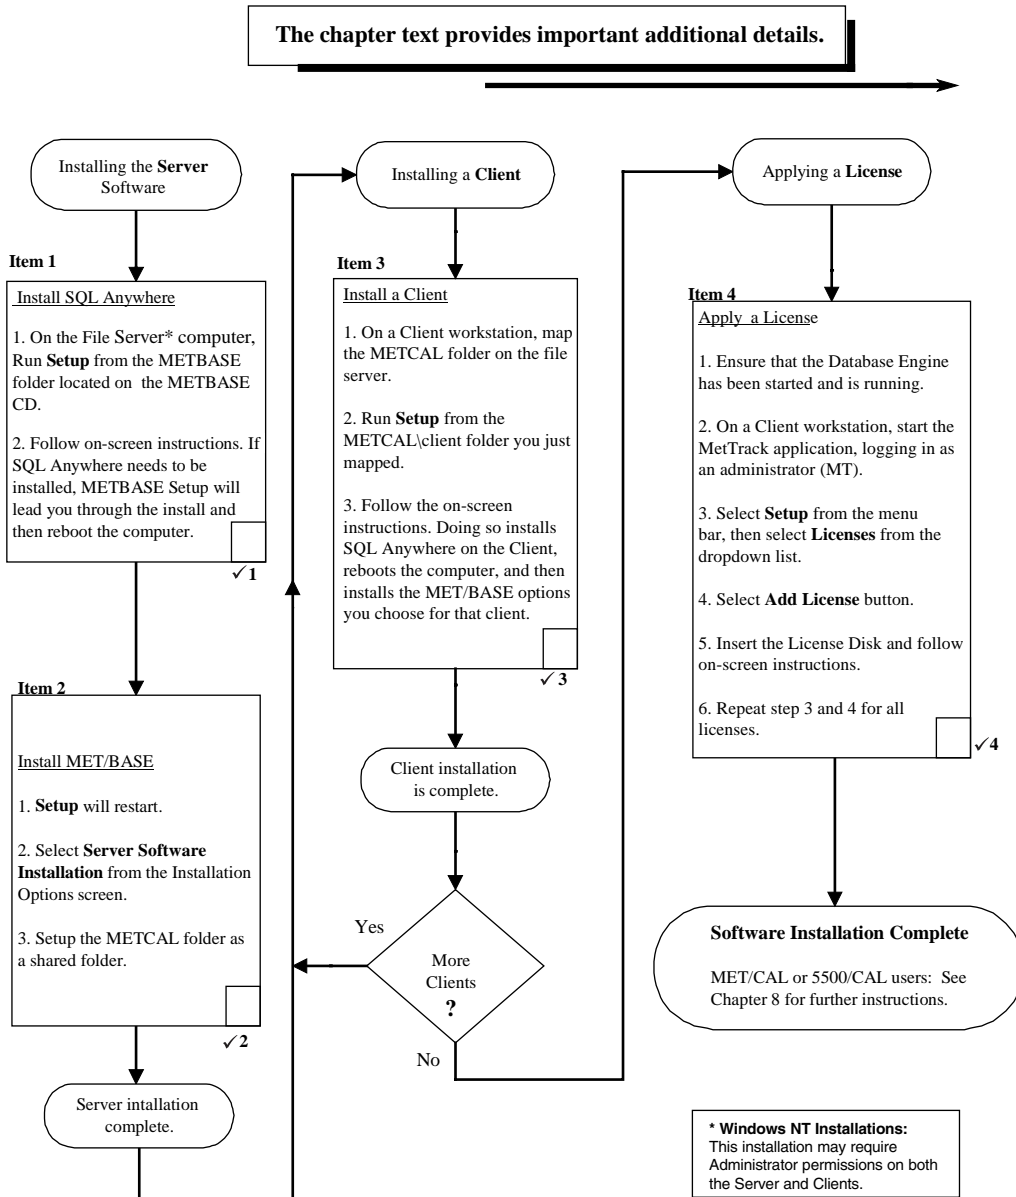 The chapter text provides important additional details.
Installing the Server
Software
Item 1
Install SQL Anywhere
1. On the File Server* computer,
Run Setup from the METBASE
folder located on the METBASE
CD.
2. Follow on-screen instructions. If
SQL Anywhere needs to be
installed, METBASE Setup will
lead you through the install and
then reboot the computer.
✓1
Item 2
Install MET/BASE
1. Setup will restart.
2. Select Server Software
Installation from the Installation
Options screen.
3. Setup the METCAL folder as
a shared folder.
✓2
Server intallation
complete.
Installing a Client
Item 3
Install a Client
1. On a Client workstation, map
the METCAL folder on the file
server.
2. Run Setup from the
METCAL\client folder you just
mapped.
3. Follow the on-screen
instructions. Doing so installs
SQL Anywhere on the Client,
reboots the computer, and then
installs the MET/BASE options
you choose for that client.
✓3
Client installation
is complete.
Yes
More
Clients
?
No
Applying a License
Item 4
Apply a License
1. Ensure that the Database Engine
has been started and is running.
2. On a Client workstation, start the
MetTrack application, logging in as
an administrator (MT).
3. Select Setup from the menu
bar, then select Licenses from the
dropdown list.
4. Select Add License button.
5. Insert the License Disk and follow
on-screen instructions.
6. Repeat step 3 and 4 for all
licenses.
✓4
Software Installation Complete
MET/CAL or 5500/CAL users: See
Chapter 8 for further instructions.
* Windows NT Installations:
This installation may require
Administrator permissions on both
the Server and Clients.